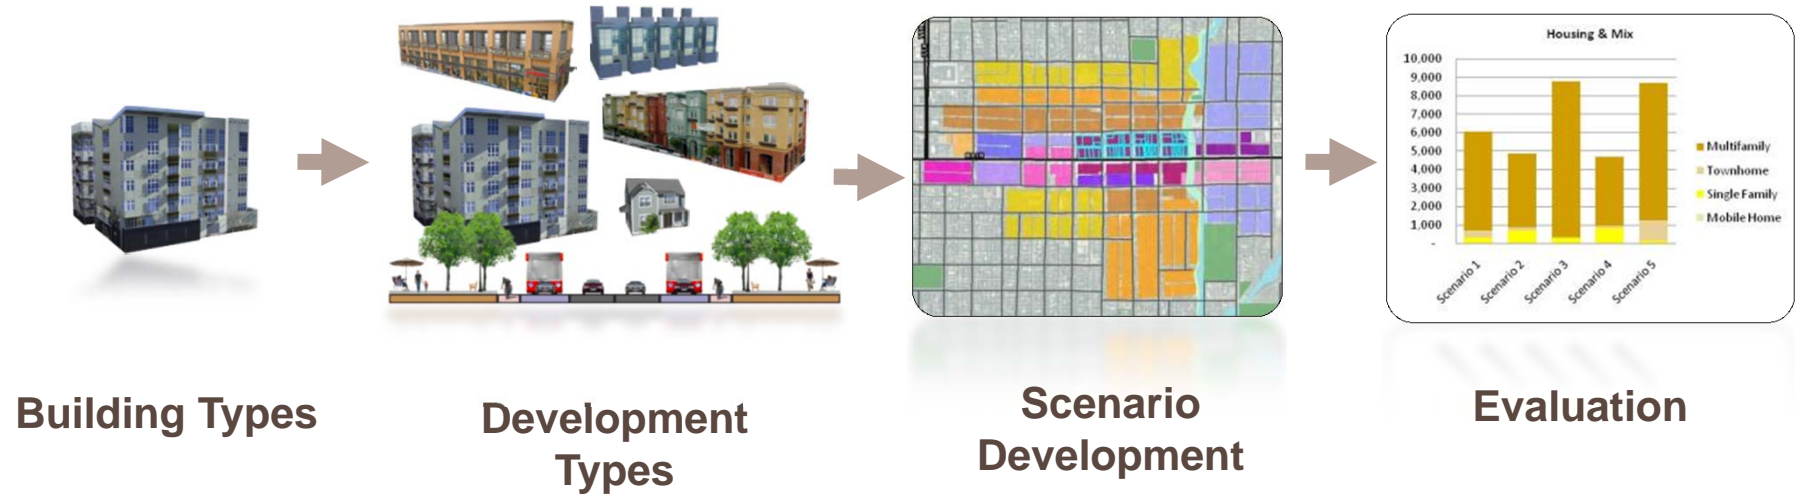 Building Types
Development
Types
Scenario
Development
Evaluation
Housing & Mix
10,000
9,000
8,000
7,000
6,000
5,000
4,000
3,000
2,000
1,000
-
Scenario 1
Scenario 2
Scenario 3
Scenario 4
Scenario 5
Multifamily
Townhome
Single Family
Mobile Home